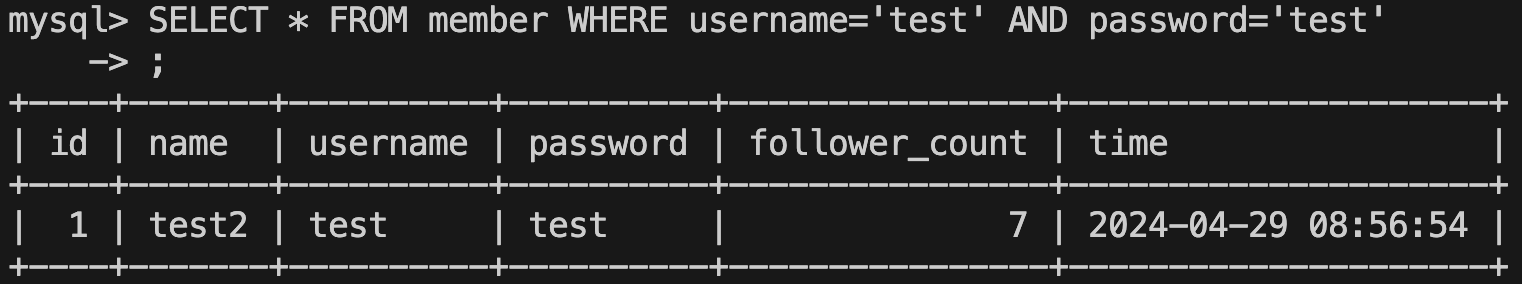 mysql> SELECT * FROM member WHERE username='test' AND password='test'
    -> ;
+----+-------+----------+----------+----------------+---------------------+
| id | name  | username | password | follower_count | time                |
+----+-------+----------+----------+----------------+---------------------+
|  1 | test2 | test     | test     |              7 | 2024-04-29 08:56:54 |
+----+-------+----------+----------+----------------+---------------------+